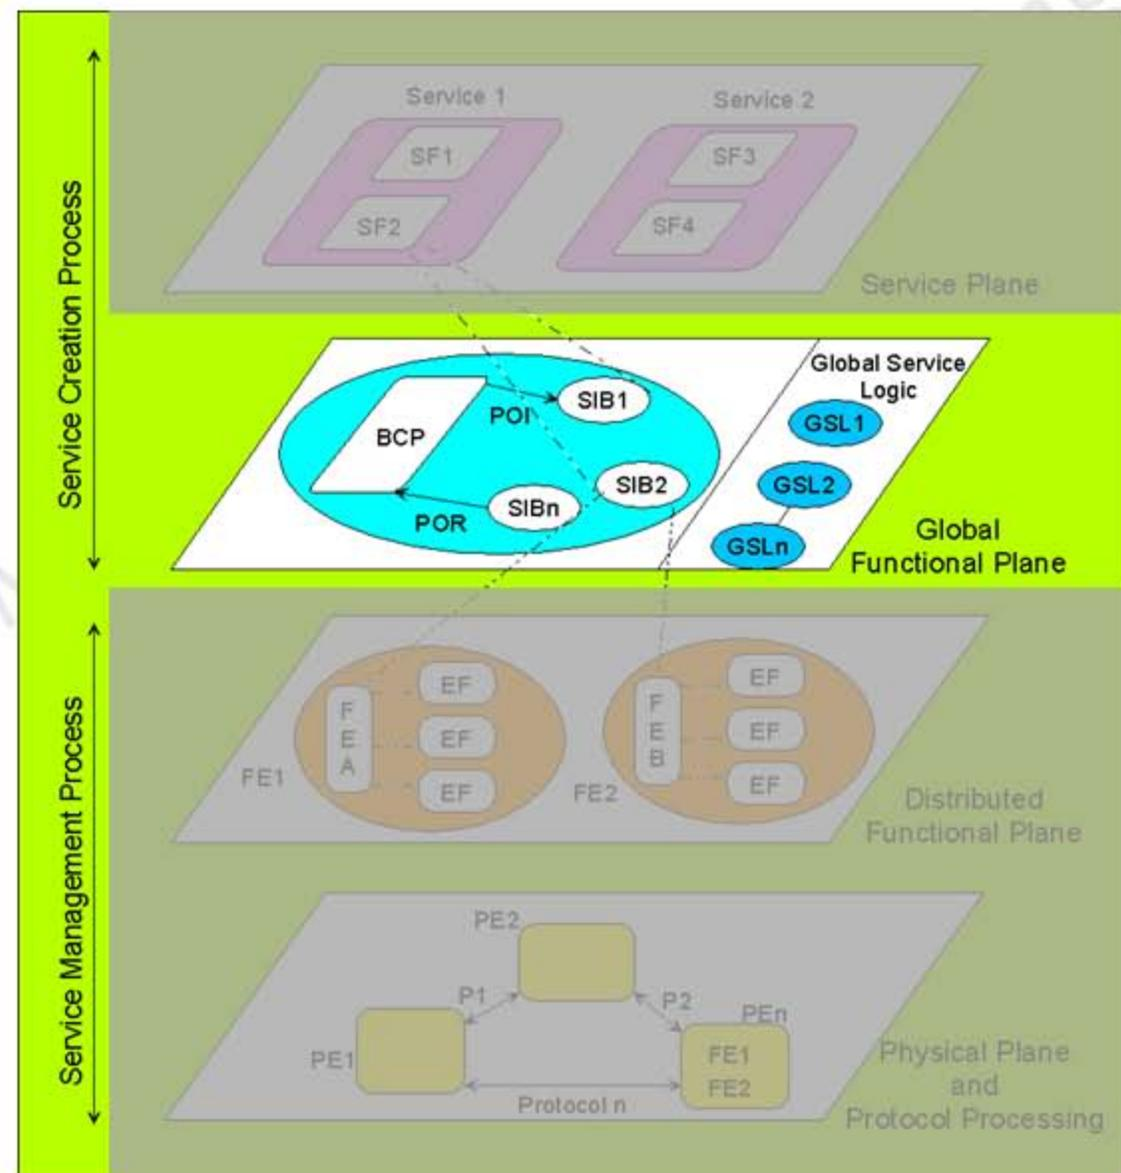 Service Creation Process
Service 1
Service 2
SF1
SF3
SF2
SF4
Service Plane
Global Service
Logic
SIB1
POI
GSL1
BCP
SIB2
GSL2
SIBn
POR
GSLn
Global
Functional Plane
Service Management Process
EF
EF
F
E
A
F
E
B
EF
EF
FE1
EF
FE2
EF
Distributed
Functional Plane
PE2
P1
P2
PEn
PE1
FE1
FE2
Protocol n
Physical Plane
and
Protocol Processing